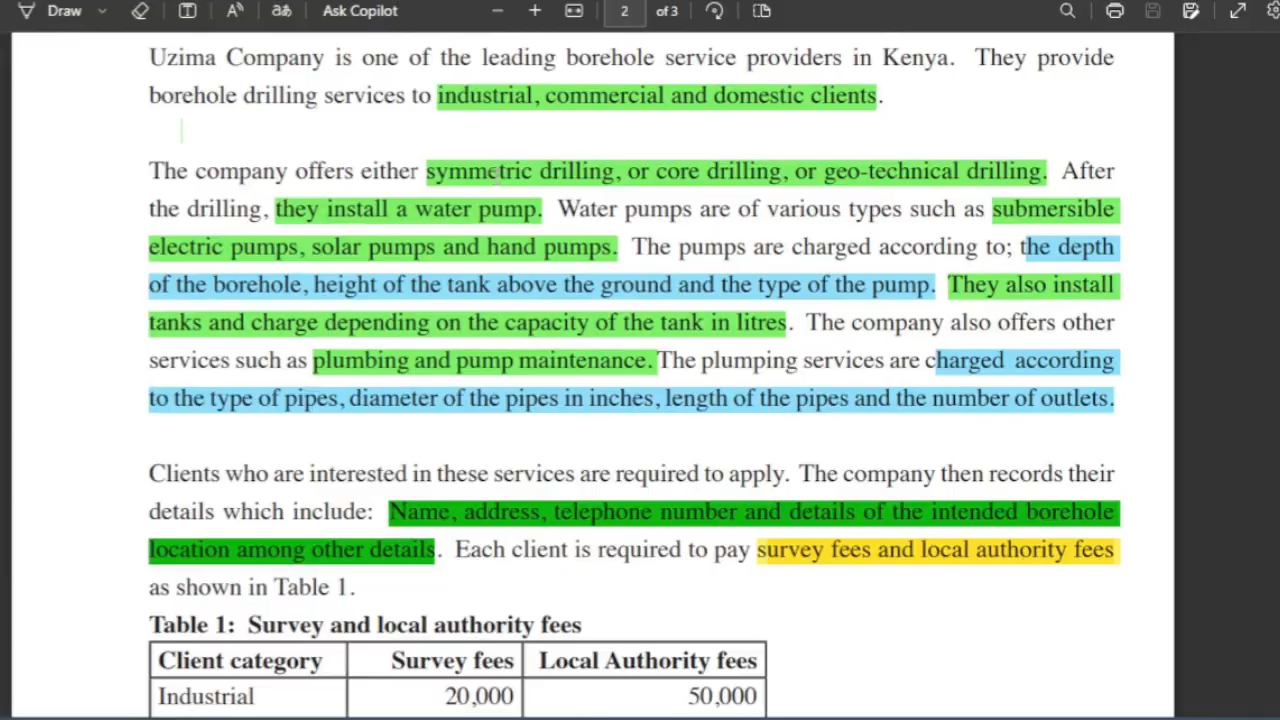 Draw
Ask Copilot
2 of 3
Uzima Company is one of the leading borehole service providers in Kenya. They provide
borehole drilling services to industrial, commercial and domestic clients.
The company offers either symmetric drilling, or core drilling, or geo-technical drilling. After
the drilling, they install a water pump. Water pumps are of various types such as submersible
electric pumps, solar pumps and hand pumps. The pumps are charged according to; the depth
of the borehole, height of the tank above the ground and the type of the pump. They also install
tanks and charge depending on the capacity of the tank in litres. The company also offers other
services such as plumbing and pump maintenance. The plumping services are charged according
to the type of pipes, diameter of the pipes in inches, length of the pipes and the number of outlets.
Clients who are interested in these services are required to apply. The company then records their
details which include: Name, address, telephone number and details of the intended borehole
location among other details. Each client is required to pay survey fees and local authority fees
as shown in Table 1.
Table 1: Survey and local authority fees
Client category Survey fees Local Authority fees
Industrial 20,000 50,000